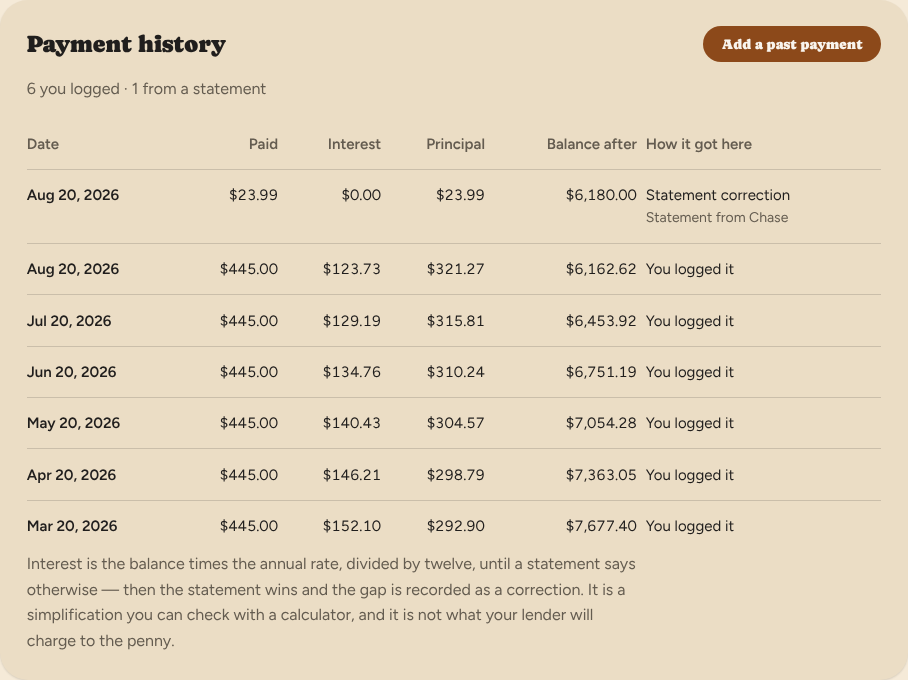 Payment history
Add a past payment
6 you logged · 1 from a statement
Date Paid Interest Principal Balance after How it got here
Aug 20, 2026 $23.99 $0.00 $23.99 $6,180.00 Statement correction
Statement from Chase
Aug 20, 2026 $445.00 $123.73 $321.27 $6,162.62 You logged it
Jul 20, 2026 $445.00 $129.19 $315.81 $6,453.92 You logged it
Jun 20, 2026 $445.00 $134.76 $310.24 $6,751.19 You logged it
May 20, 2026 $445.00 $140.43 $304.57 $7,054.28 You logged it
Apr 20, 2026 $445.00 $146.21 $298.79 $7,363.05 You logged it
Mar 20, 2026 $445.00 $152.10 $292.90 $7,677.40 You logged it
Interest is the balance times the annual rate, divided by twelve, until a statement says
otherwise — then the statement wins and the gap is recorded as a correction. It is a
simplification you can check with a calculator, and it is not what your lender will
charge to the penny.